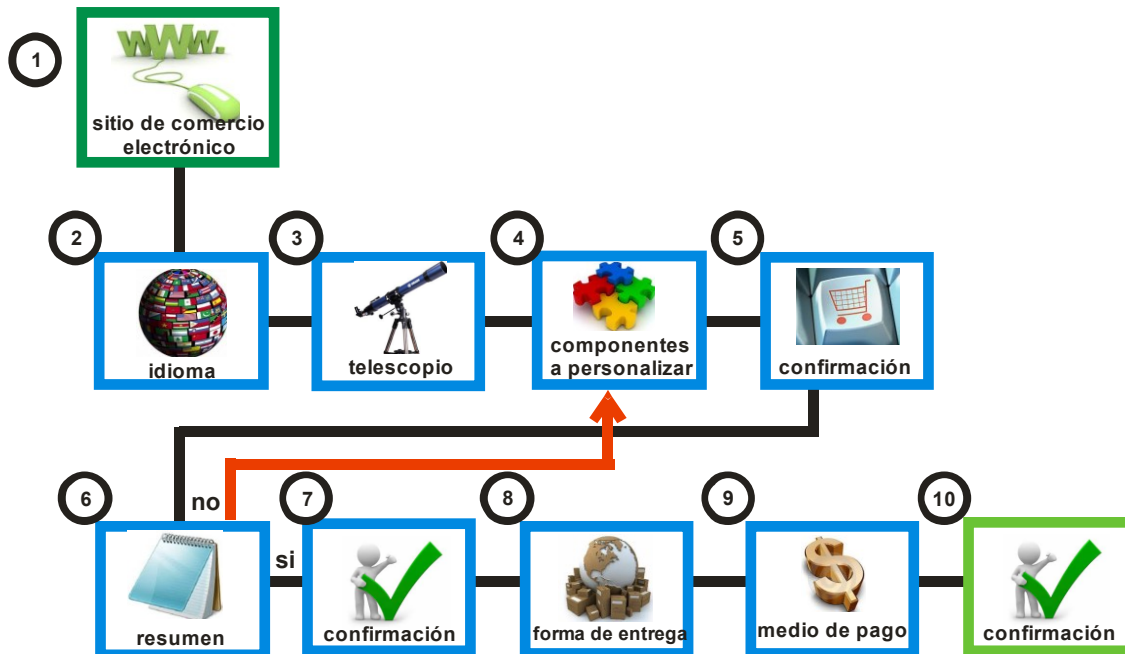 1
WWW.
sitio de comercio
electrónico
2
idioma
3
telescopio
4
componentes
a personalizar
5
confirmación
6
resumen
no
si
7
confirmación
8
forma de entrega
9
medio de pago
10
confirmación